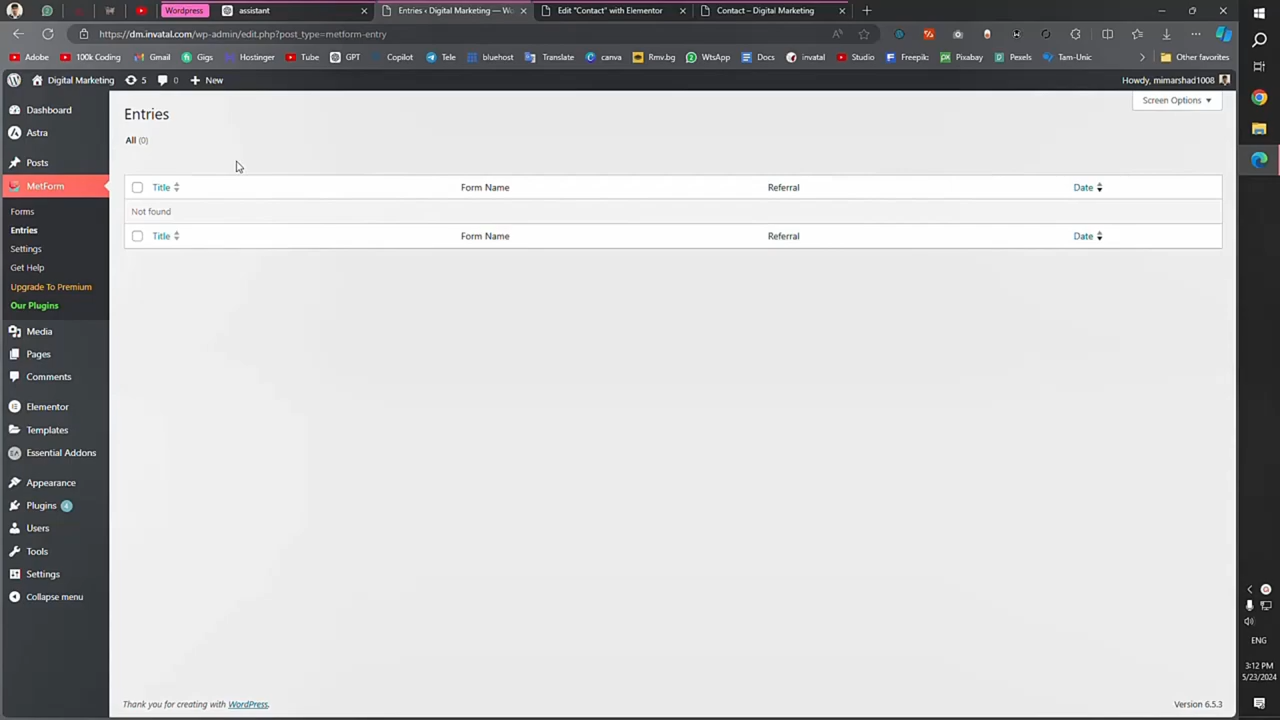 Wordpress
assistant
Entries ‹ Digital Marketing — Wo
Edit "Contact" with Elementor
Contact – Digital Marketing
https://dm.invatal.com/wp-admin/edit.php?post_type=metform-entry
Adobe
100k Coding
Gmail
Gigs
Hostinger
Tube
GPT
Copilot
Tele
bluehost
Translate
canva
Rmv.bg
WtsApp
Docs
invatal
Studio
Freepik:
Pixabay
Pexels
Tam-Unic
Other favorites
Digital Marketing
5
0
New
Howdy, mimarshad1008
Dashboard
Astra
Posts
MetForm
Forms
Entries
Settings
Get Help
Upgrade To Premium
Our Plugins
Media
Pages
Comments
Elementor
Templates
Essential Addons
Appearance
Plugins 4
Users
Tools
Settings
Collapse menu
Screen Options
Entries
All (0)
Title Form Name Referral Date
Not found
Title Form Name Referral Date
Thank you for creating with WordPress.
Version 6.5.3
ENG
3:12 PM
5/23/2024